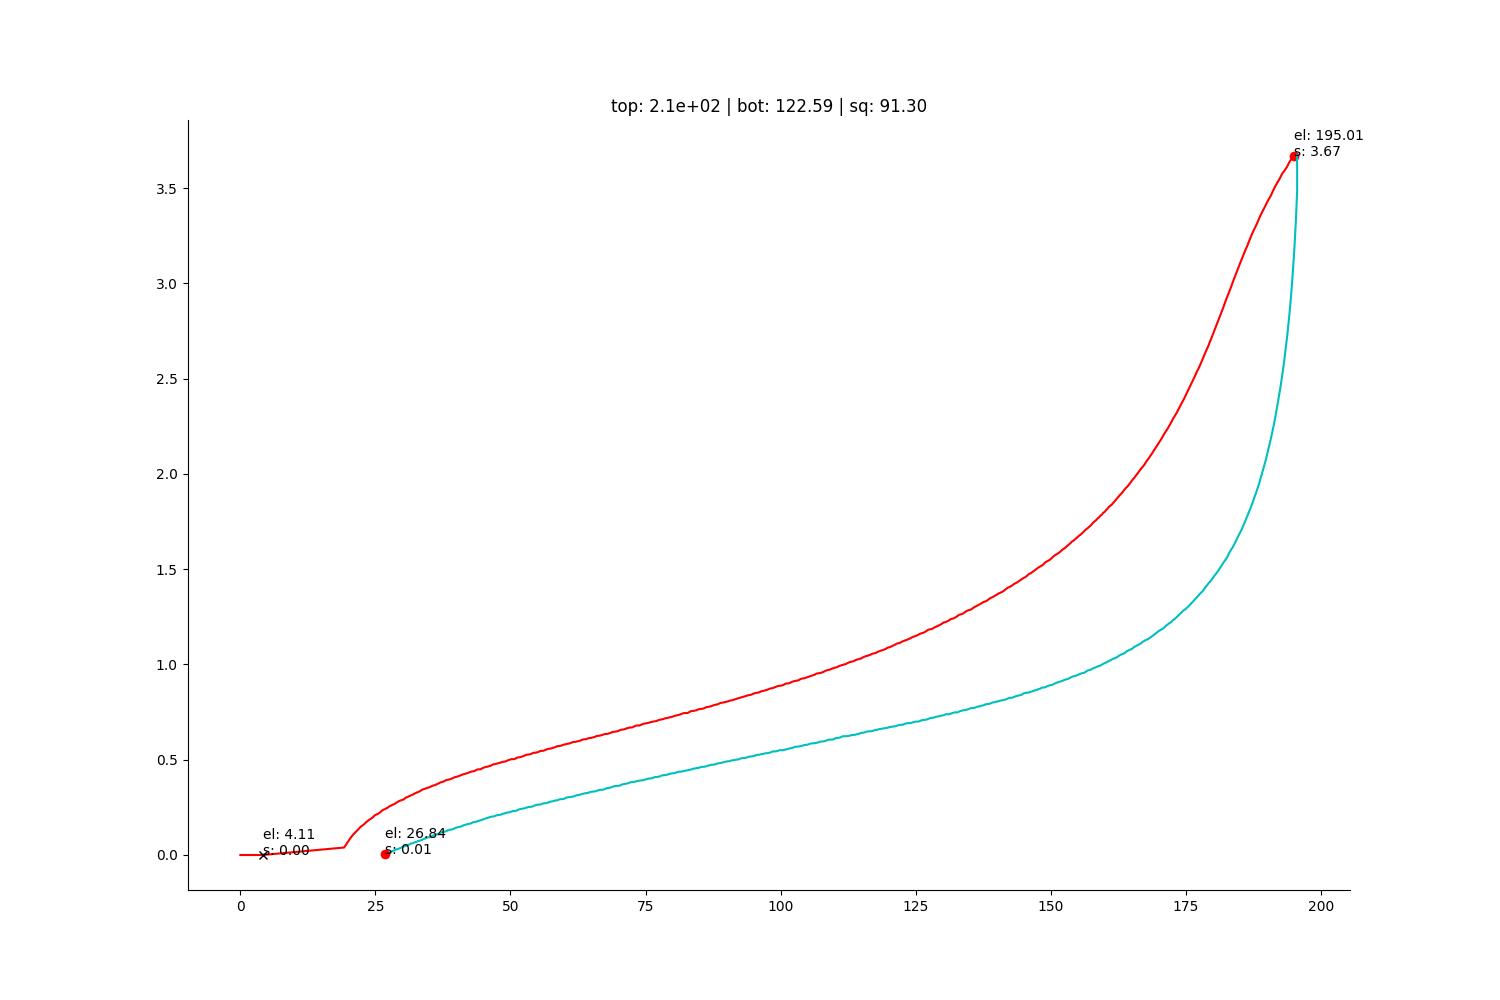 top: 2.1e+02 | bot: 122.59 | sq: 91.30
el: 195.01
s: 3.67
3.5
3.0
2.5
2.0
1.5
1.0
0.5
0.0
el: 4.11
s: 0.00
el: 26.84
s: 0.01
0 25 50 75 100 125 150 175 200